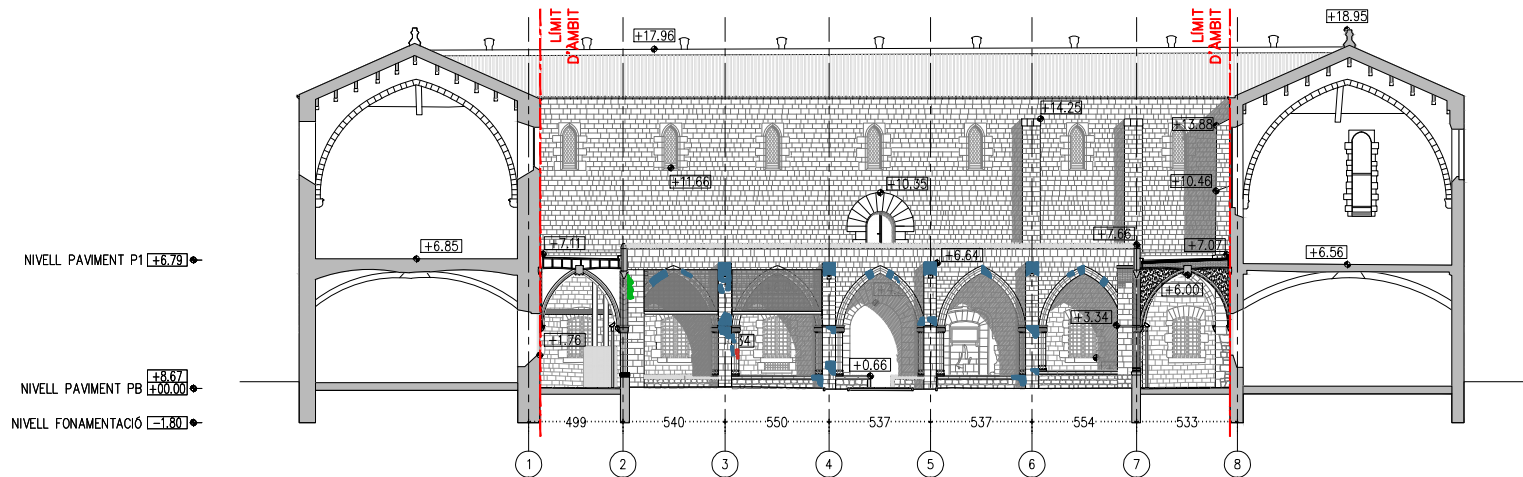 LÍMIT
D'ÀMBIT
LÍMIT
D'ÀMBIT
+18.95
+17.96
+14.25
+13.88
+11.66
+10.35
+10.46
NIVELL PAVIMENT P1 +6.79
+6.85
+7.11
+6.64
+7.66
+7.07
+6.56
+6.00
+3.34
+1.76
34
+0.66
+8.67
NIVELL PAVIMENT PB +00.00
NIVELL FONAMENTACIÓ -1.80
499 540 550 537 537 554 533
1 2 3 4 5 6 7 8